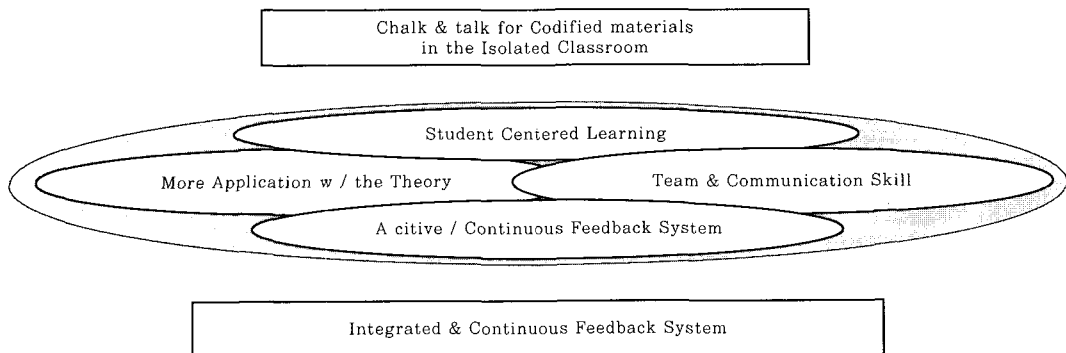 Chalk & talk for Codified materials
in the Isolated Classroom
Student Centered Learning
More Application w / the Theory
Team & Communication Skill
A citive / Continuous Feedback System
Integrated & Continuous Feedback System